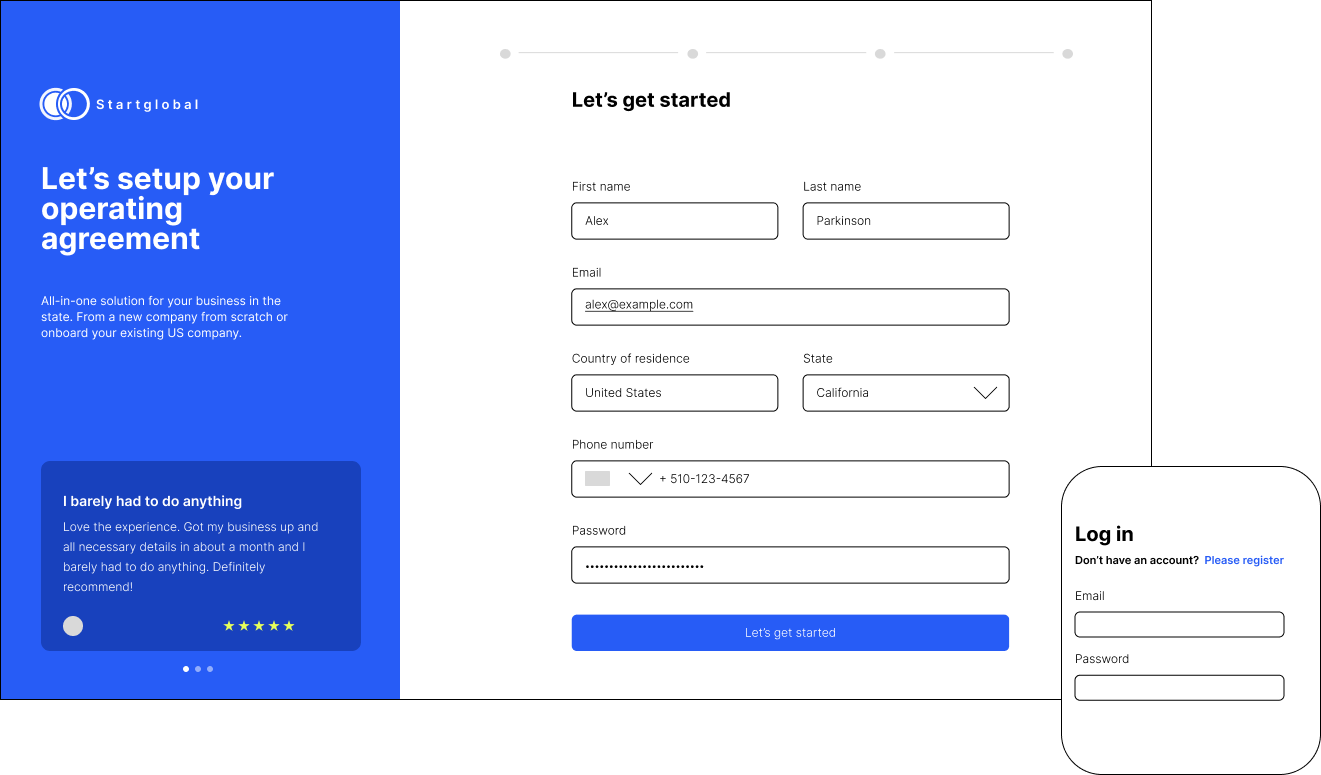 Startglobal
Let’s setup your
operating
agreement
All-in-one solution for your business in the
state. From a new company from scratch or
onboard your existing US company.
I barely had to do anything
Love the experience. Got my business up and
all necessary details in about a month and I
barely had to do anything. Definitely
recommend!
Let’s get started
First name
Last name
Alex
Parkinson
Email
alex@example.com
Country of residence
State
United States
California
Phone number
+ 510-123-4567
Password
Let’s get started
Log in
Don’t have an account? Please register
Email
Password